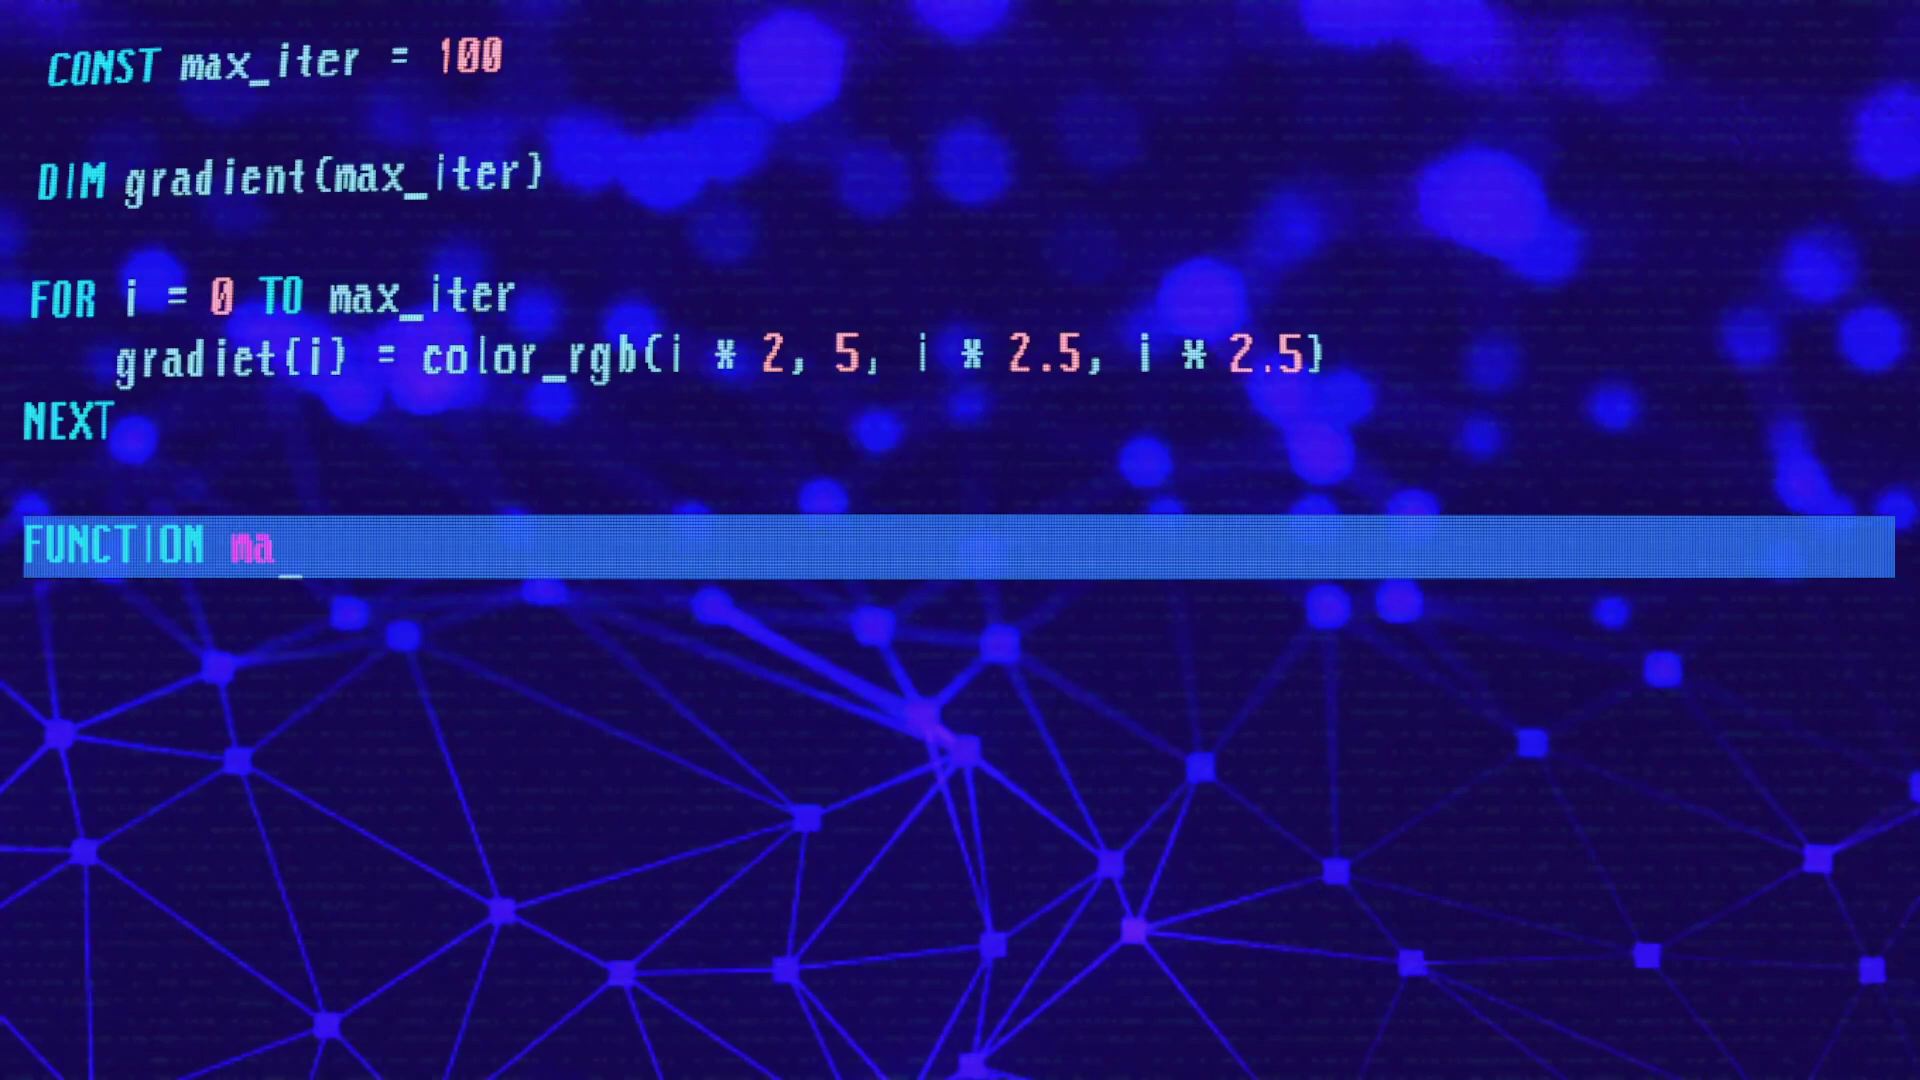 CONST max_iter = 100
DIM gradient{max_iter}
FOR i = 0 TO max_iter
gradiet{i} = color_rgb{i * 2, 5, i * 2.5, i * 2.5}
NEXT
FUNCTION ma_